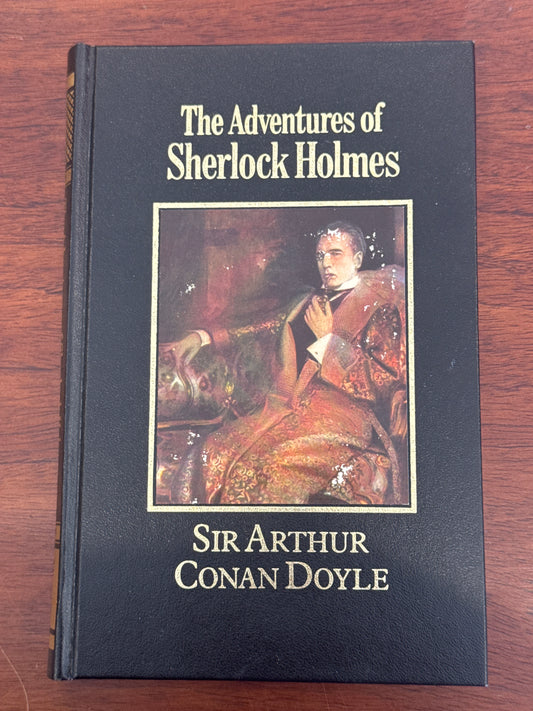 The Adventures of
Sherlock Holmes
SIR ARTHUR
CONAN DOYLE